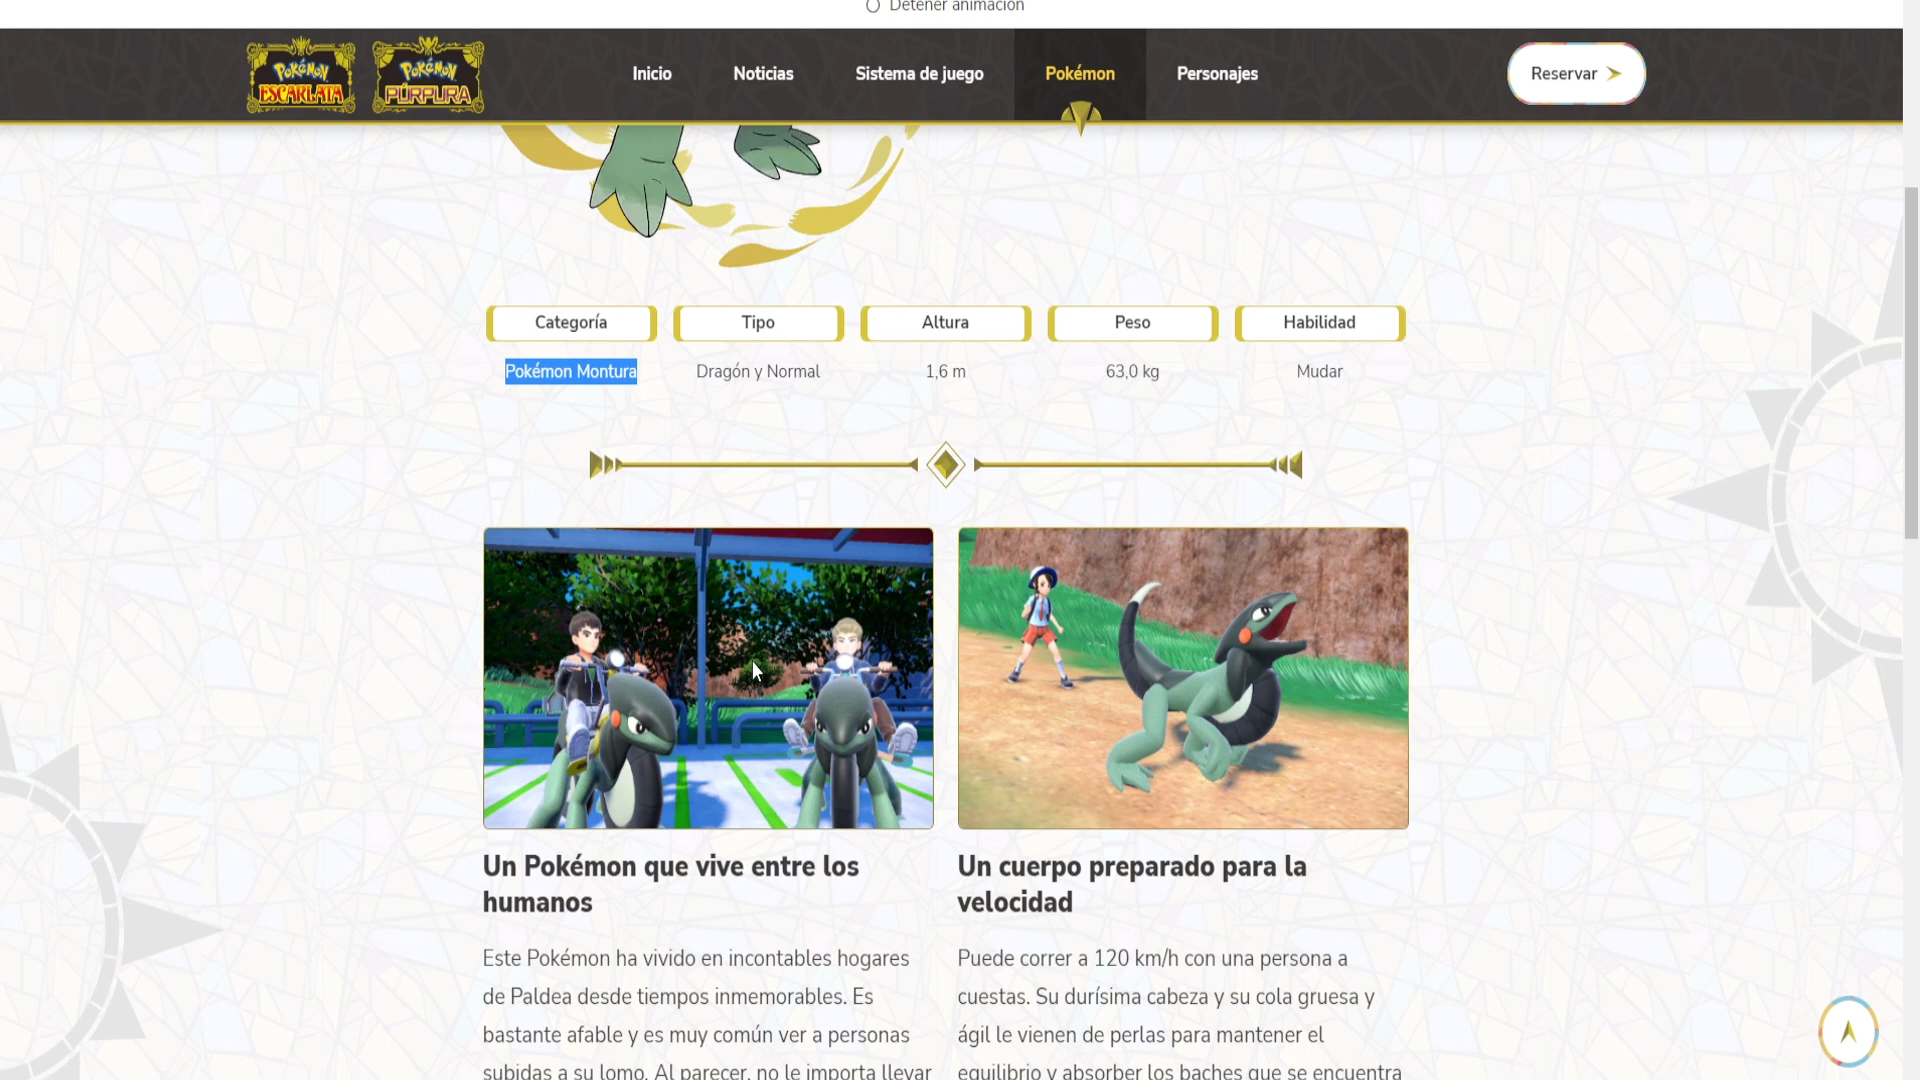 Detener animación
Pokémon ESCARLATA
Pokémon PÚRPURA
Inicio
Noticias
Sistema de juego
Pokémon
Personajes
Reservar
Categoría
Tipo
Altura
Peso
Habilidad
Pokémon Montura
Dragón y Normal
1,6 m
63,0 kg
Mudar
Un Pokémon que vive entre los
humanos
Este Pokémon ha vivido en incontables hogares
de Paldea desde tiempos inmemorables. Es
bastante afable y es muy común ver a personas
subidas a su lomo. Al parecer, no le importa llevar
Un cuerpo preparado para la
velocidad
Puede correr a 120 km/h con una persona a
cuestas. Su durísima cabeza y su cola gruesa y
ágil le vienen de perlas para mantener el
equilibrio y absorber los baches que se encuentra